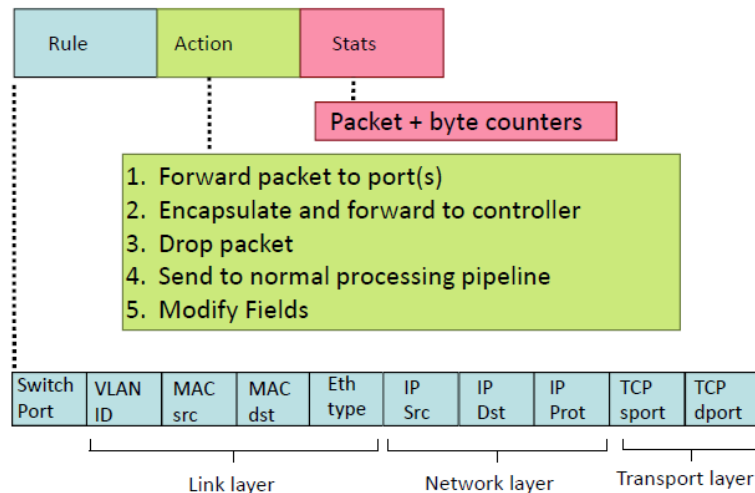 Rule Action Stats
Packet + byte counters
1. Forward packet to port(s)
2. Encapsulate and forward to controller
3. Drop packet
4. Send to normal processing pipeline
5. Modify Fields
Switch Port
VLAN ID
MAC src
MAC dst
Eth type
IP Src
IP Dst
IP Prot
TCP sport
TCP dport
Link layer
Network layer
Transport layer